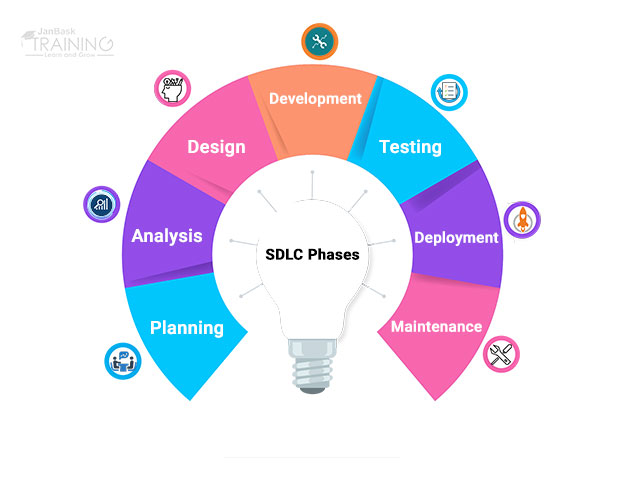 JanBask
TRAINING
Learn and Grow
Development
Design
Testing
Analysis
Deployment
SDLC Phases
Planning
Maintenance